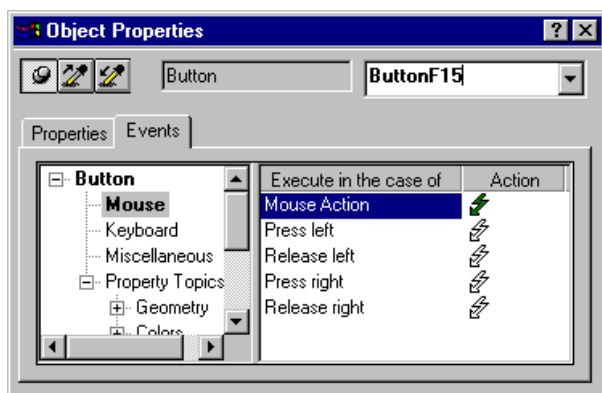 Object Properties
Button
ButtonF15
Properties
Events
Button
Mouse
Keyboard
Miscellaneous
Property Topics
Geometry
Colors
Execute in the case of
Action
Mouse Action
Press left
Release left
Press right
Release right